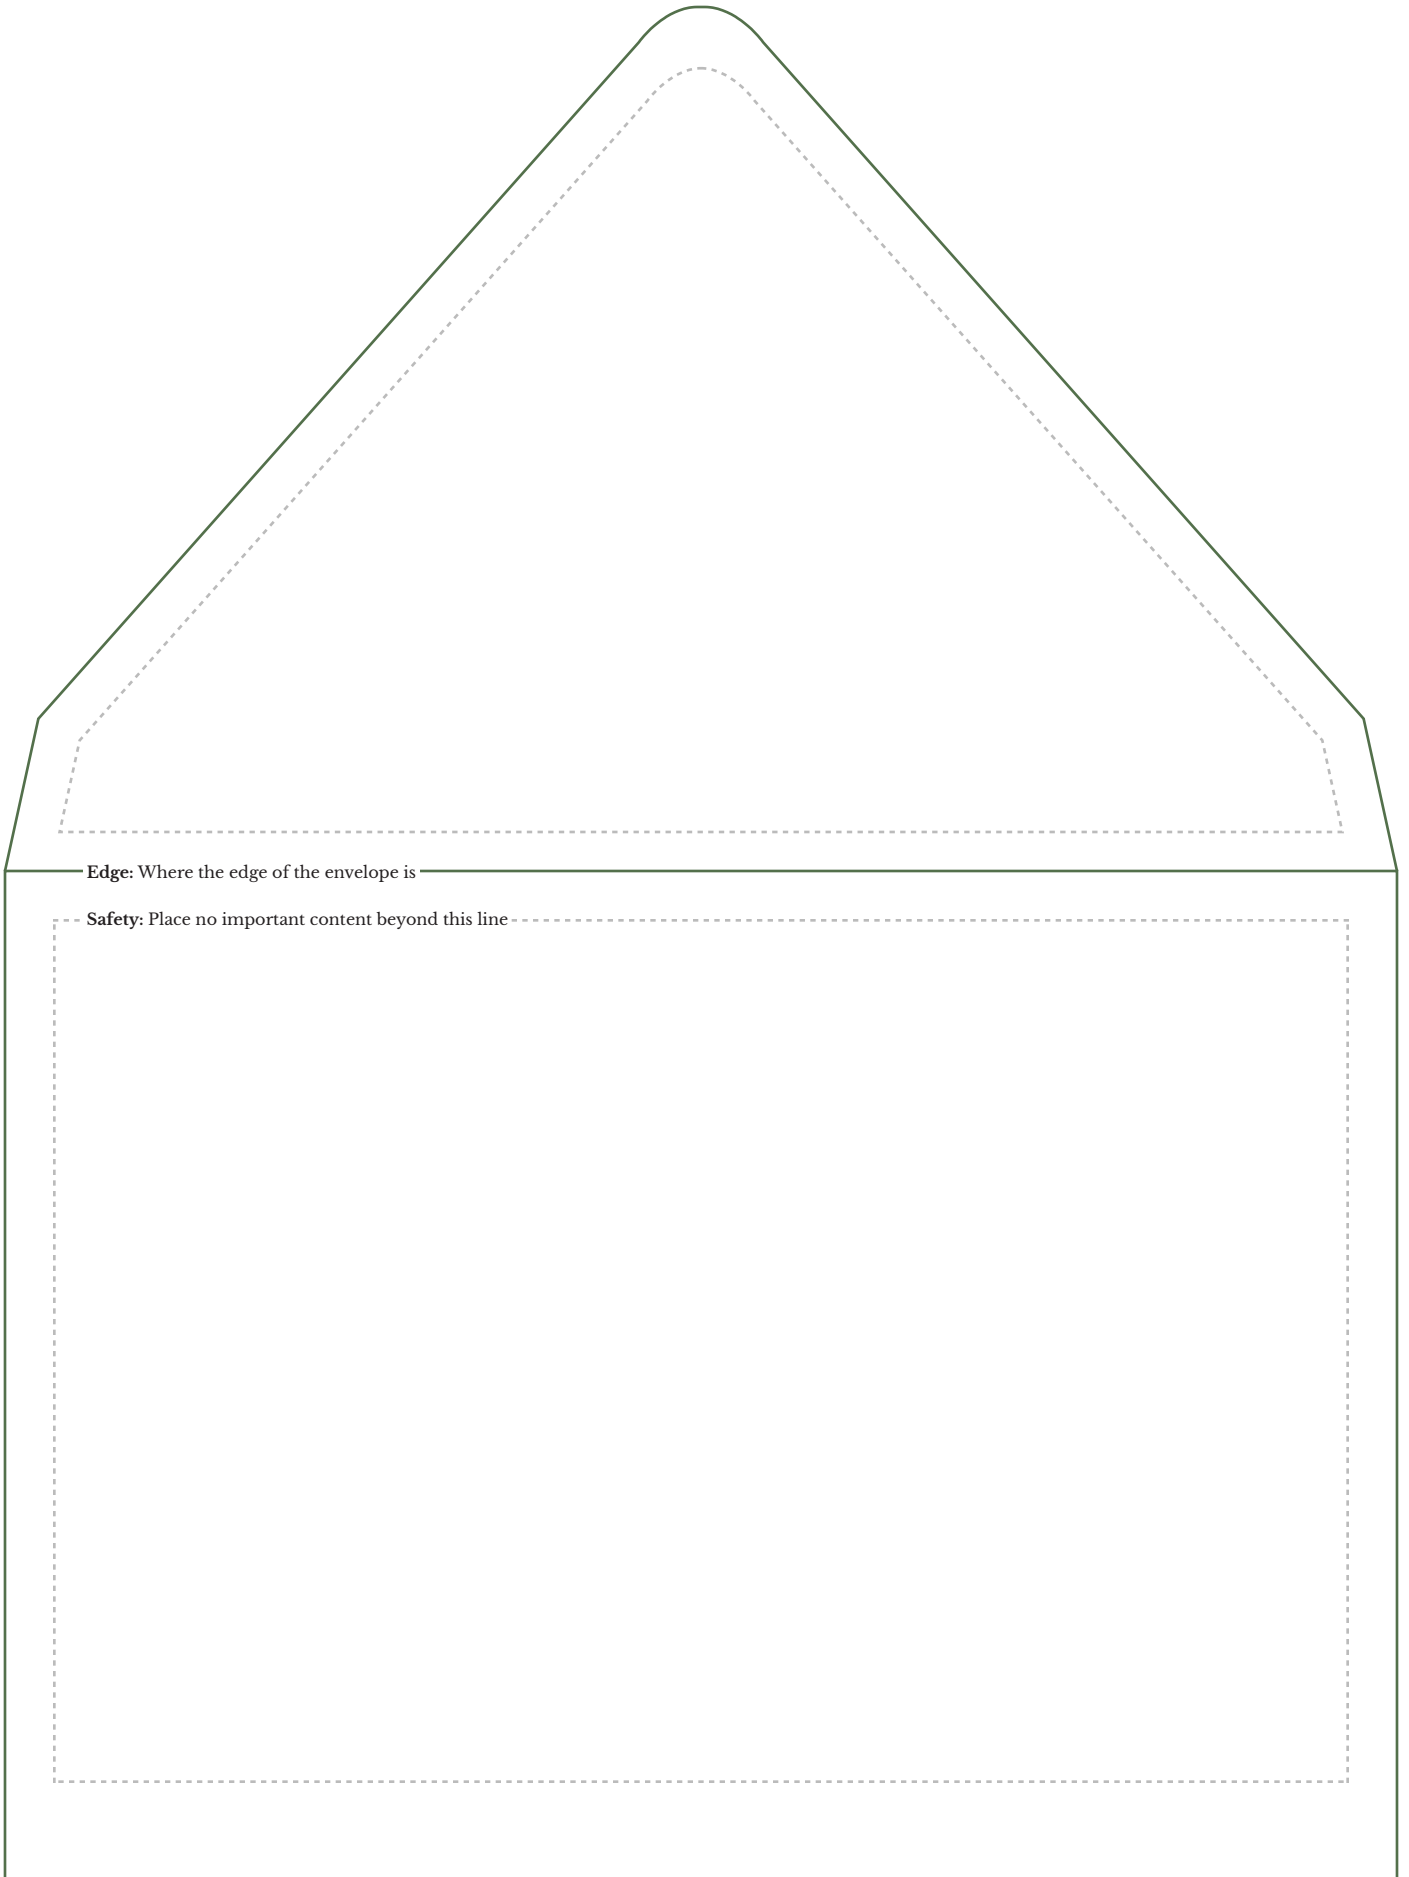 Edge: Where the edge of the envelope is
Safety: Place no important content beyond this line